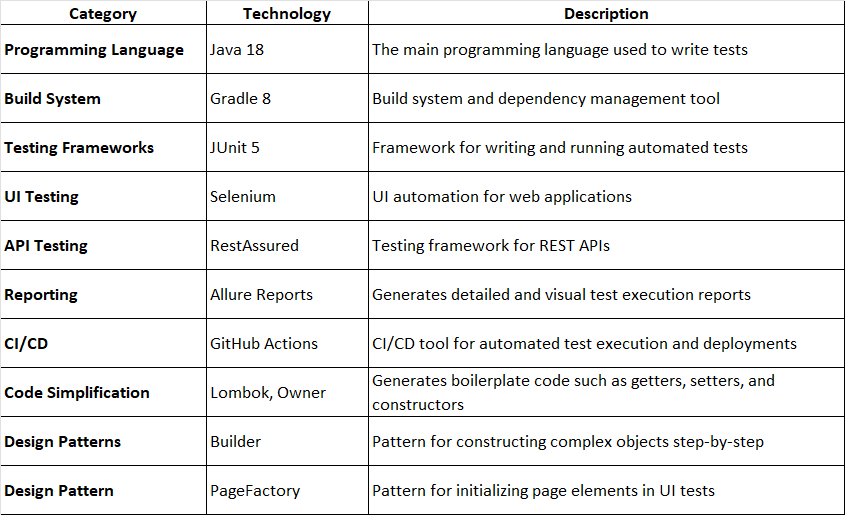 Category Technology Description
Programming Language Java 18 The main programming language used to write tests
Build System Gradle 8 Build system and dependency management tool
Testing Frameworks JUnit 5 Framework for writing and running automated tests
UI Testing Selenium UI automation for web applications
API Testing RestAssured Testing framework for REST APIs
Reporting Allure Reports Generates detailed and visual test execution reports
CI/CD GitHub Actions CI/CD tool for automated test execution and deployments
Code Simplification Lombok, Owner Generates boilerplate code such as getters, setters, and
constructors
Design Patterns Builder Pattern for constructing complex objects step-by-step
Design Pattern PageFactory Pattern for initializing page elements in UI tests